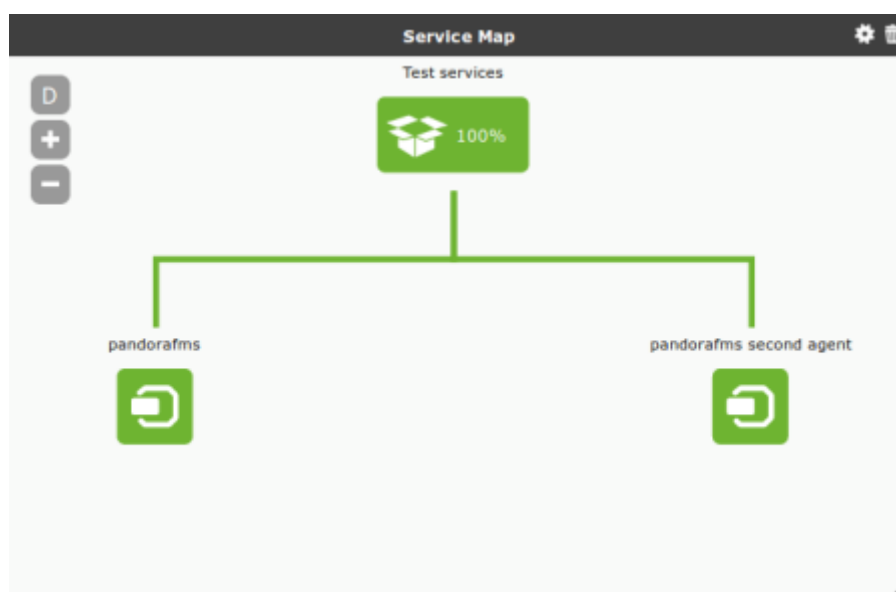 Service Map
Test services
D
100%
pandorafms
pandorafms second agent